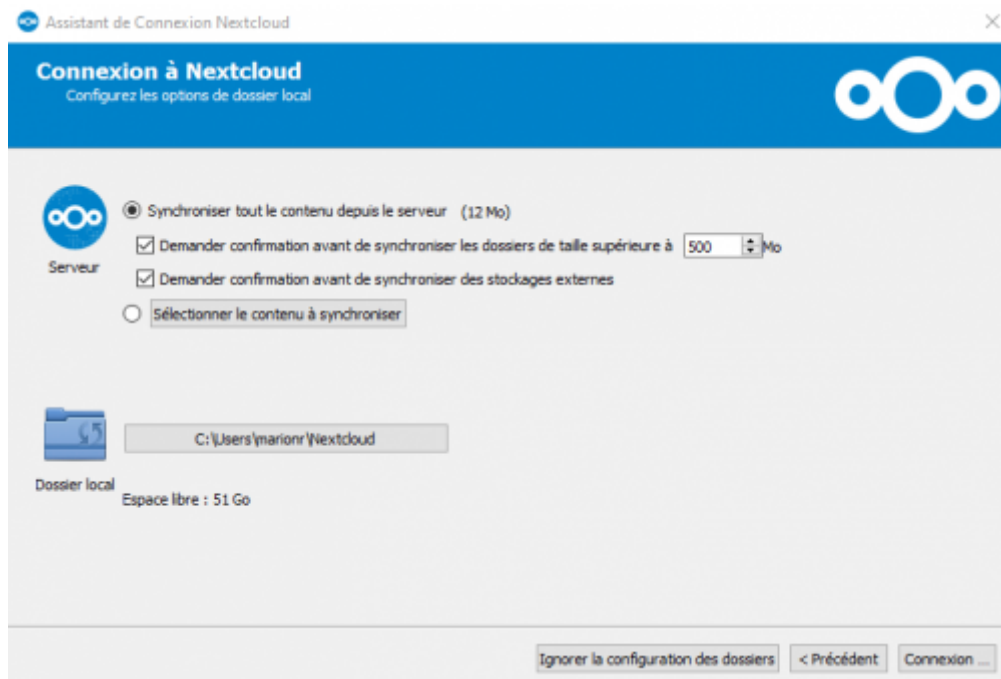 Assistant de Connexion Nextcloud
Connexion à Nextcloud
Configurez les options de dossier local
Synchroniser tout le contenu depuis le serveur (12 Mo)
Demander confirmation avant de synchroniser les dossiers de taille supérieure à 500 Mo
Serveur
Demander confirmation avant de synchroniser des stockages externes
Sélectionner le contenu à synchroniser
C:\Users\marionr\Nextcloud
Dossier local
Espace libre : 51 Go
Ignorer la configuration des dossiers < Précédent Connexion ...